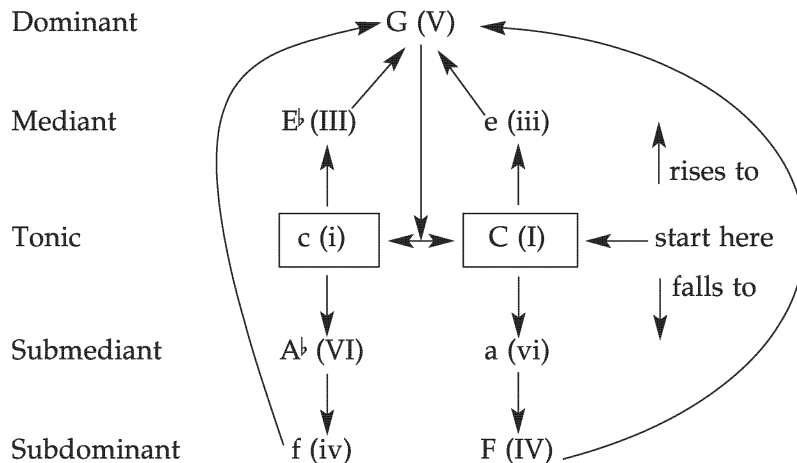 Dominant G (V)
Mediant E♭ (III) e (iii)
rises to
Tonic c (i) C (I) start here
falls to
Submediant A♭ (VI) a (vi)
Subdominant f (iv) F (IV)